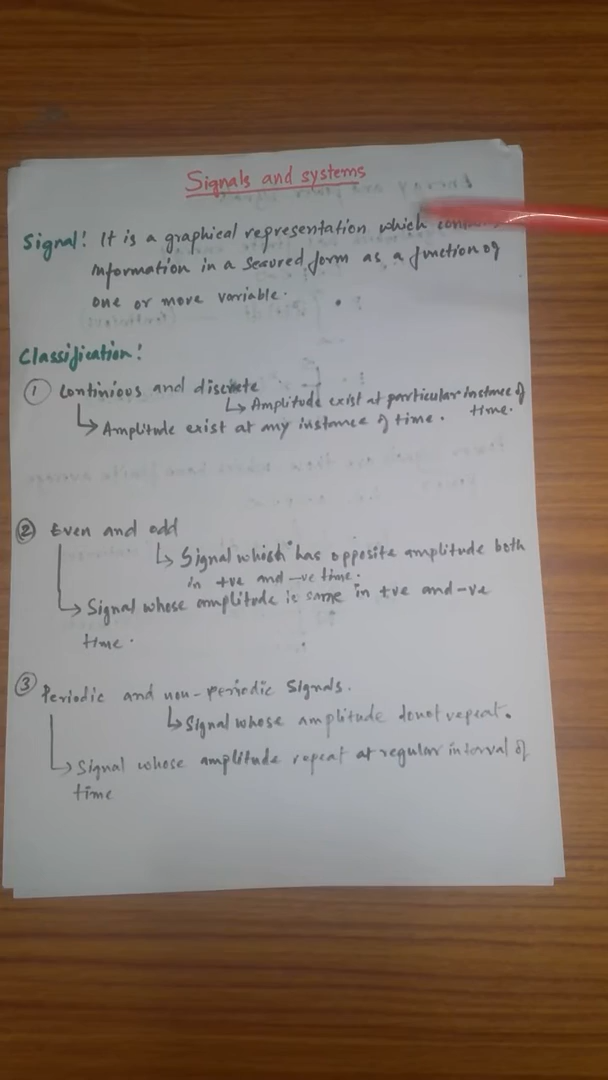 Signals and systems
Signal: It is a graphical representation which
information in a secured form as a function of
one or more variable.
Classification:
① Continious and discrete
↳ Amplitude exist at particular instance of
time.
↳ Amplitude exist at any instance of time.
② Even and odd
↳ Signal which has opposite amplitude both
in +ve and -ve time.
↳ Signal whose amplitude is same in +ve and -ve
time.
③ Periodic and non-periodic signals.
↳ Signal whose amplitude donot repeat.
↳ Signal whose amplitude repeat at regular interval of
time